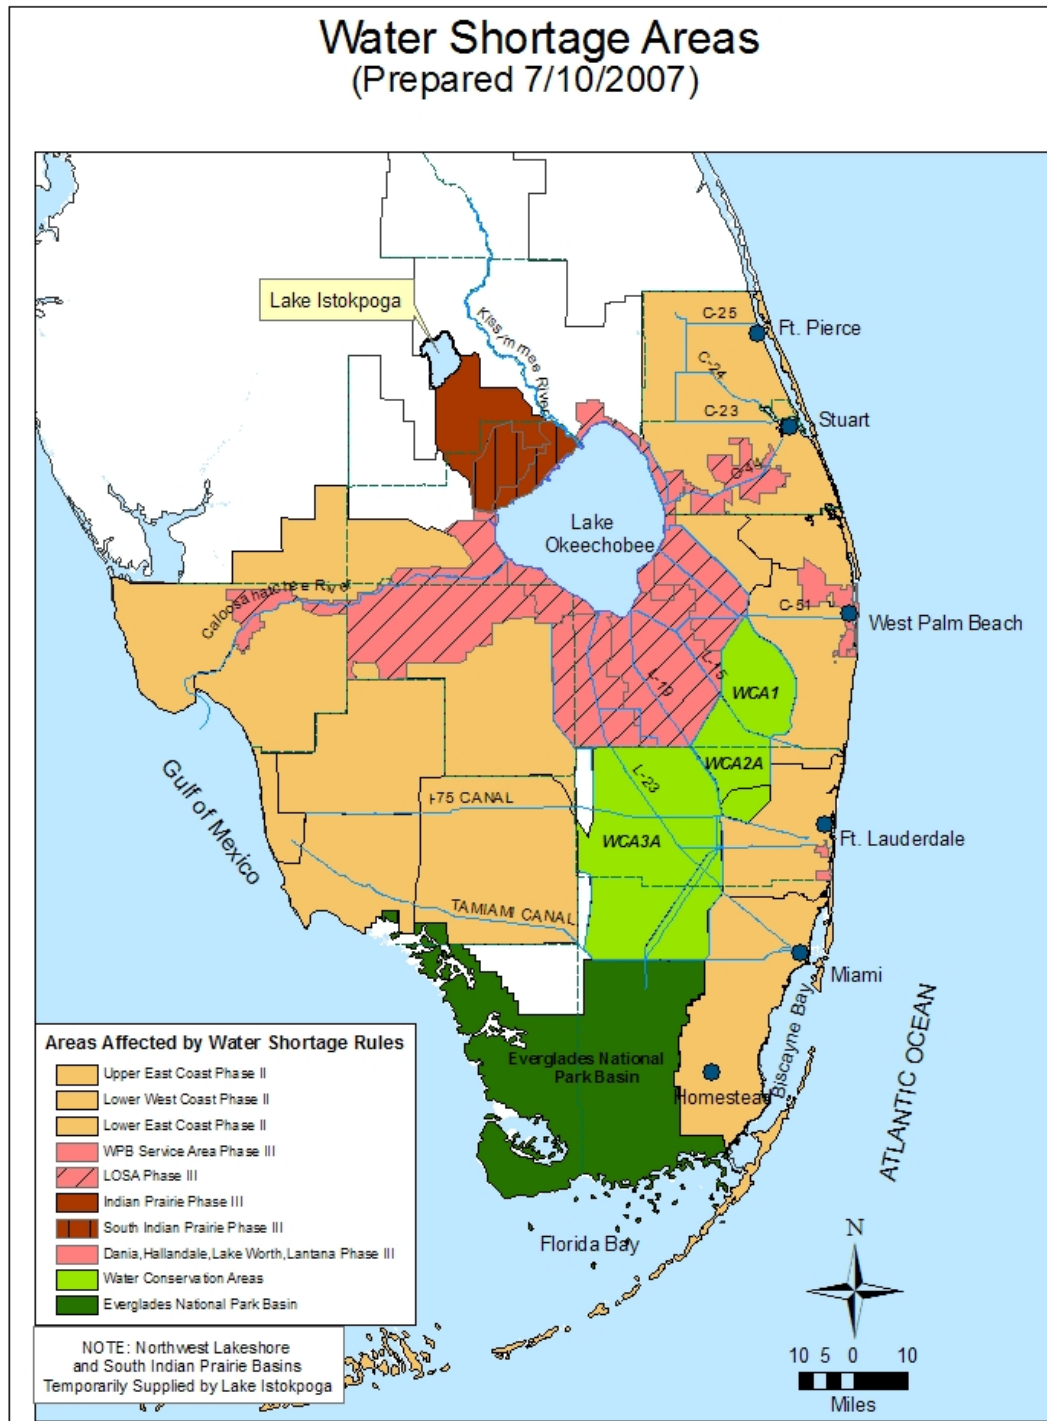 Water Shortage Areas
(Prepared 7/10/2007)
Lake Istokpoga
Kissimmee River
C-25
Ft. Pierce
C-24
C-23
Stuart
C-44
Lake
Okeechobee
Caloosahatchee River
C-51
West Palm Beach
L-15
L-19
WCA1
WCA2A
L-23
Gulf of Mexico
I-75 CANAL
WCA3A
Ft. Lauderdale
TAMIAMI CANAL
Miami
Biscayne Bay
ATLANTIC OCEAN
Everglades National
Park Basin
Homestead
Florida Bay
Areas Affected by Water Shortage Rules
Upper East Coast Phase II
Lower West Coast Phase II
Lower East Coast Phase II
WPB Service Area Phase III
LOSA Phase III
Indian Prairie Phase III
South Indian Prairie Phase III
Dania,Hallandale,Lake Worth,Lantana Phase III
Water Conservation Areas
Everglades National Park Basin
NOTE: Northwest Lakeshore
and South Indian Prairie Basins
Temporarily Supplied by Lake Istokpoga
N
10 5 0 10
Miles